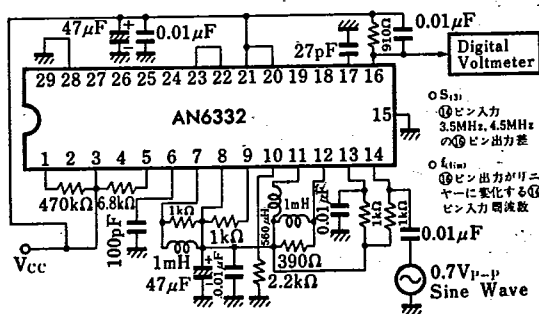 47μF
+
−
0.01μF
27pF
910Ω
0.01μF
Digital
Voltmeter
29 28 27 26 25 24 23 22 21 20 19 18 17 16
AN6332
15
1 2 3 4 5 6 7 8 9 10 11 12 13 14
S(3)
⑭ピン入力
3.5MHz, 4.5MHz
の⑯ピン出力差
⑯ピン出力がリニ
ヤーに変化する⑭
ピン入力周波数
470kΩ
6.8kΩ
100pF
1kΩ
1mH
47μF
+
−
0.01μF
1kΩ
560μH
2.2kΩ
1mH
390Ω
0.01μF
1kΩ
1kΩ
0.01μF
VCC
0.7Vp-p
Sine Wave